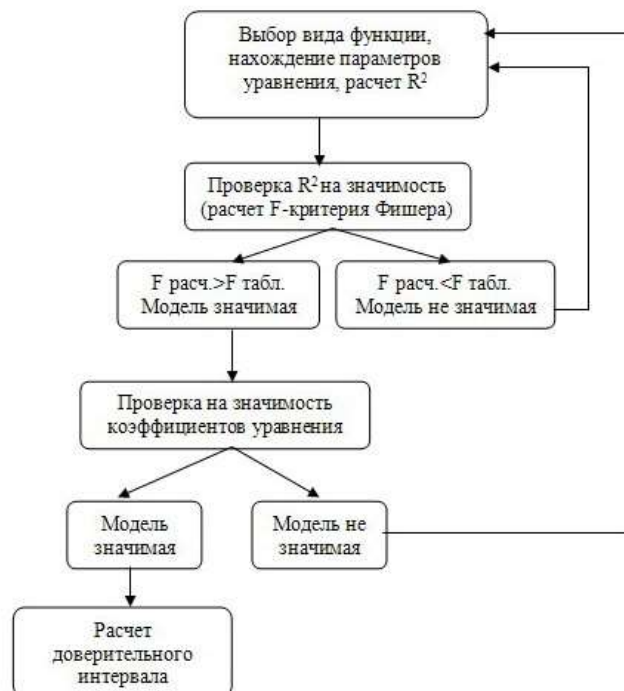 Выбор вида функции,
нахождение параметров
уравнения, расчет R²
Проверка R² на значимость
(расчет F-критерия Фишера)
F расч.>F табл.
Модель значимая
F расч.<F табл.
Модель не значимая
Проверка на значимость
коэффициентов уравнения
Модель
значимая
Модель не
значимая
Расчет
доверительного
интервала